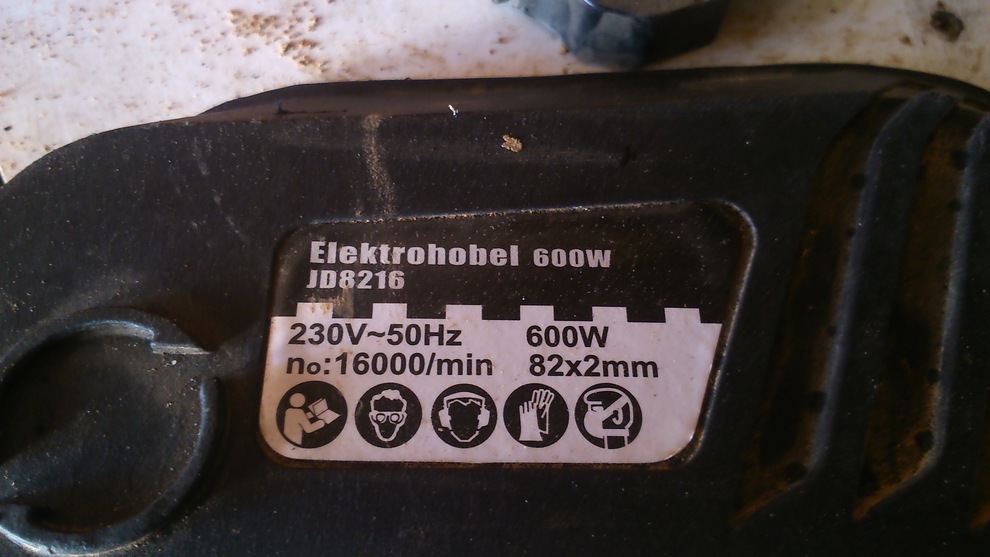 Elektrohobel 600W
JD8216
230V~50Hz 600W
no:16000/min 82x2mm